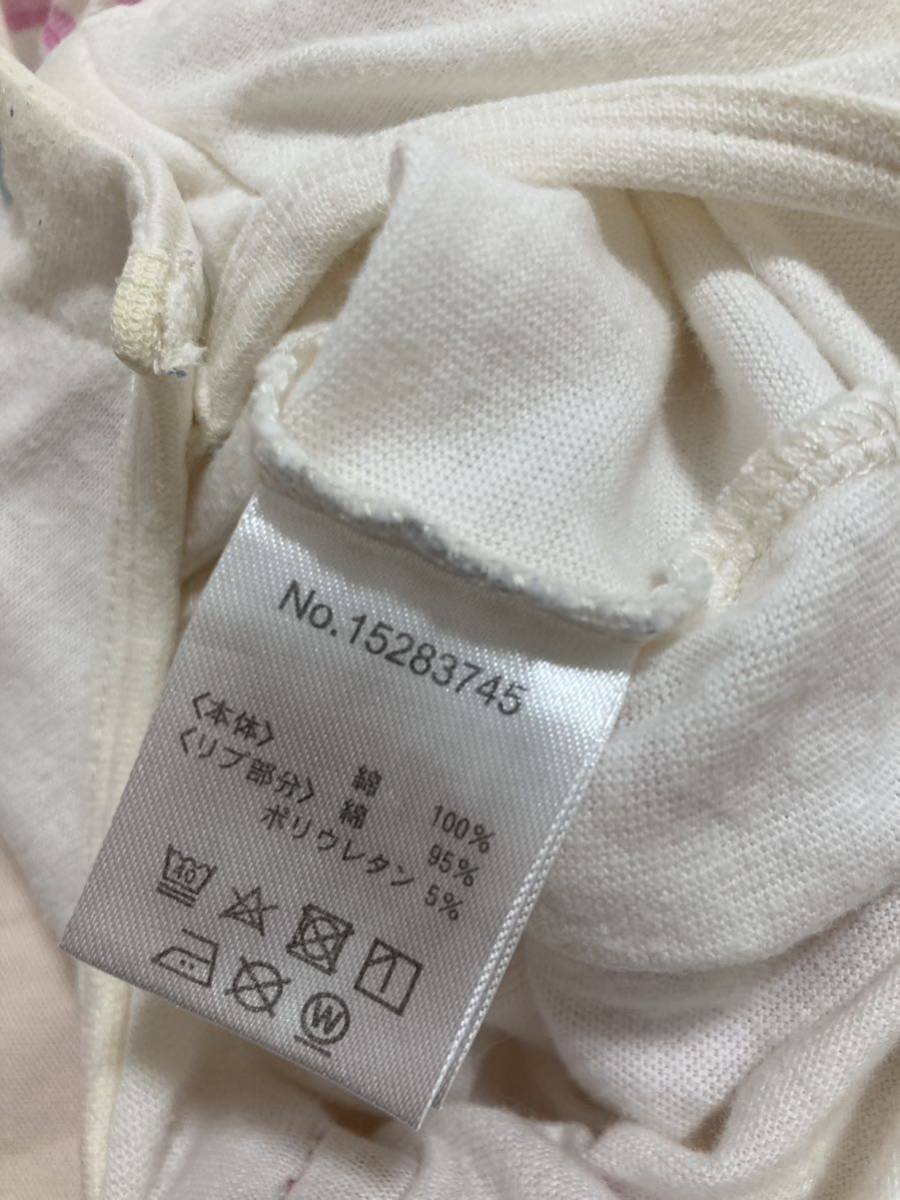 No.15283745
〈本体〉
綿 100%
〈リブ部分〉 綿 95%
ポリウレタン 5%
40
W